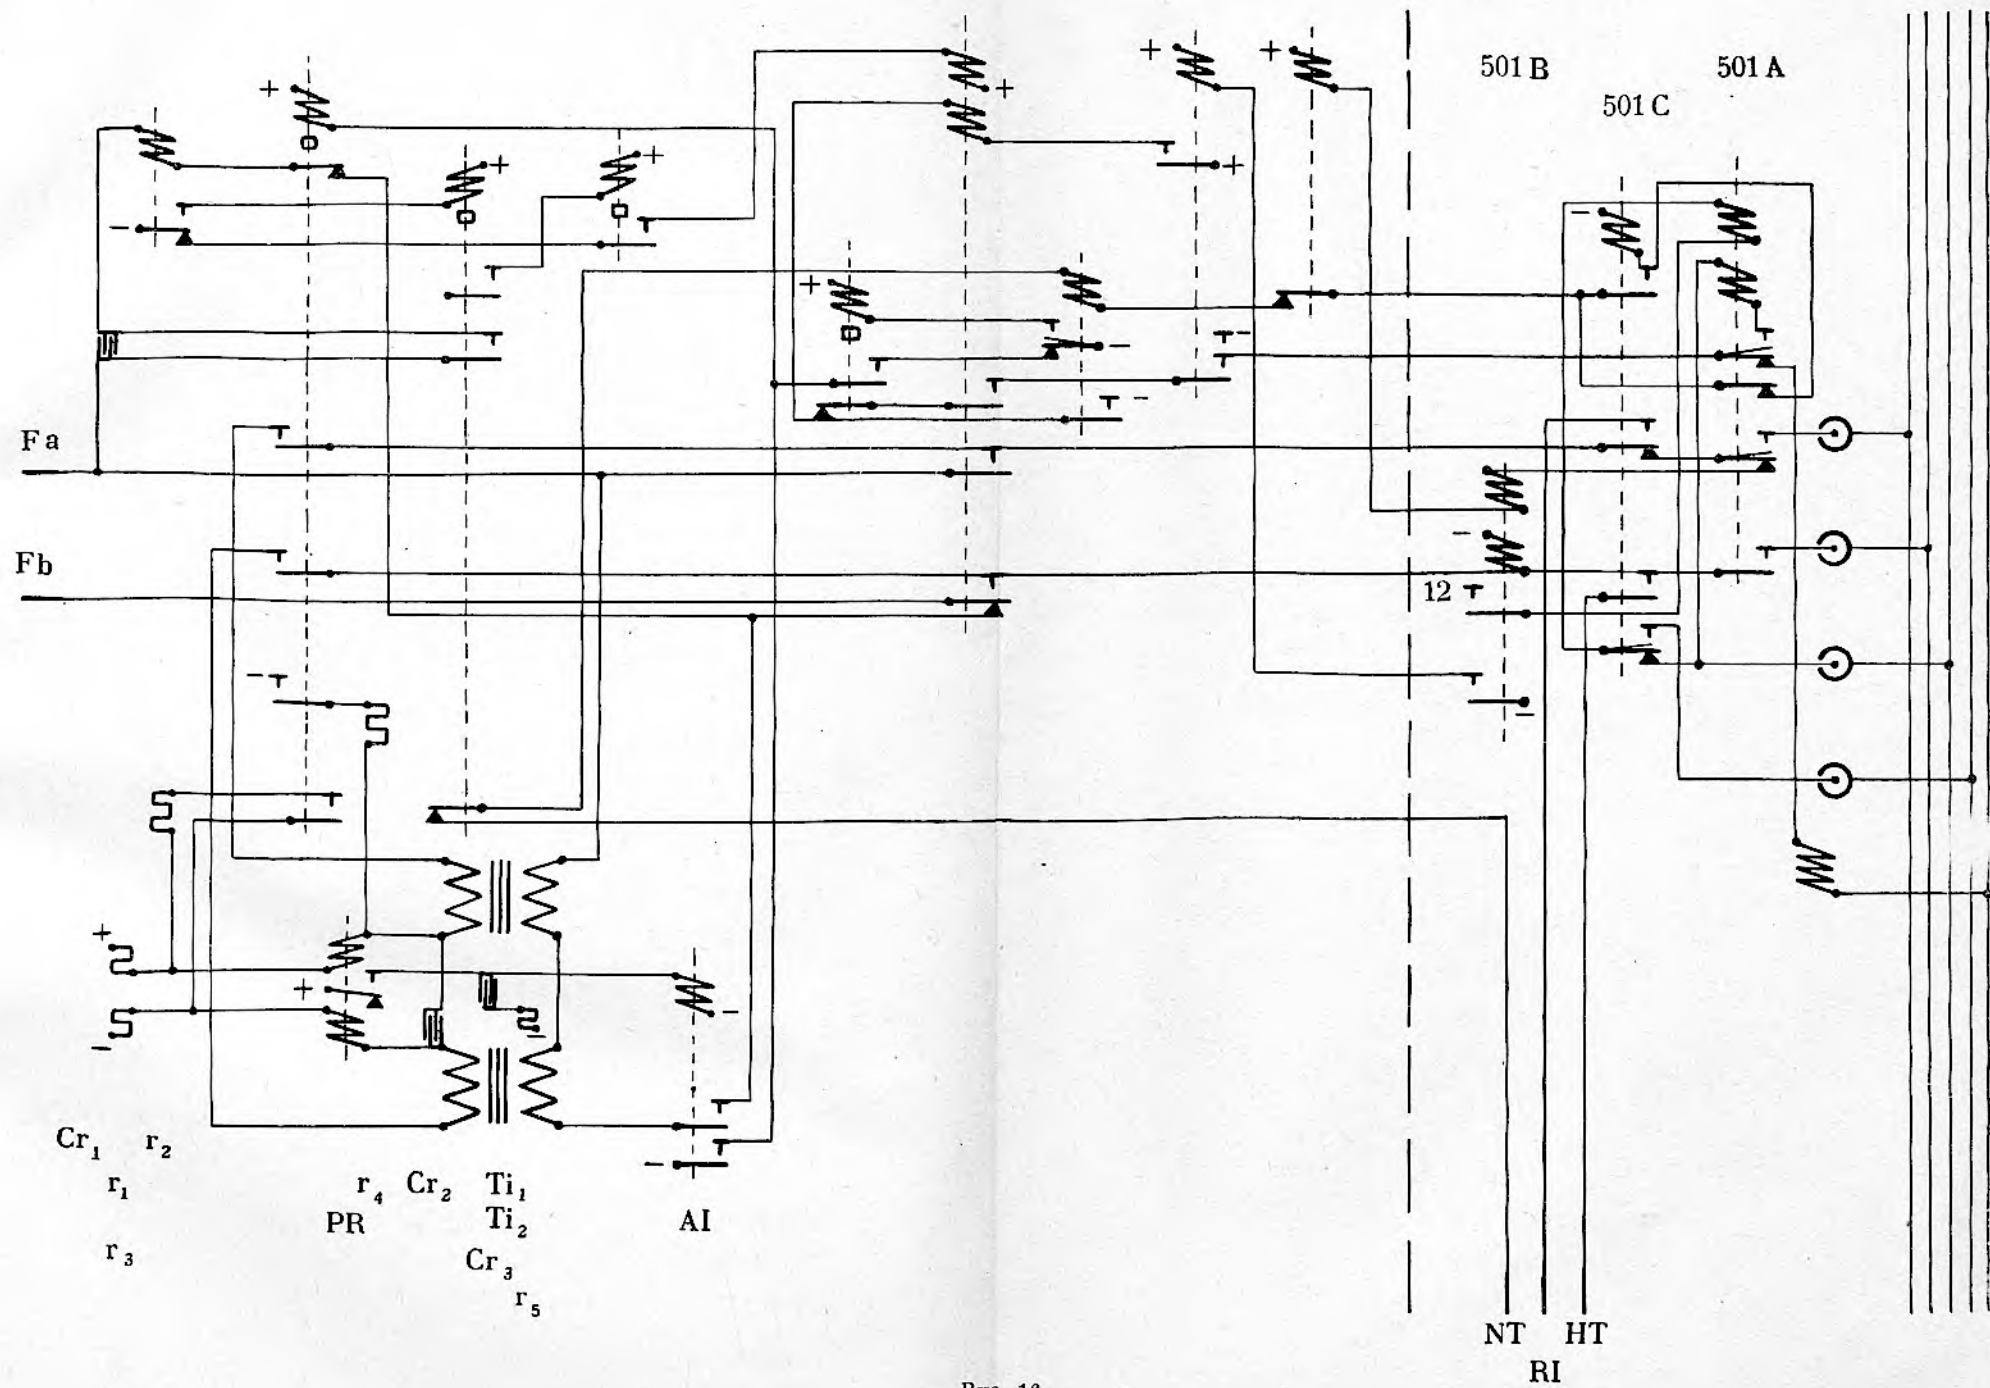 501 B
501 A
501 C
Fa
Fb
12
Cr₁ r₂
r₁
r₃
r₄ Cr₂ Ti₁
PR
Ti₂
Cr₃
r₅
AI
NT HT
RI